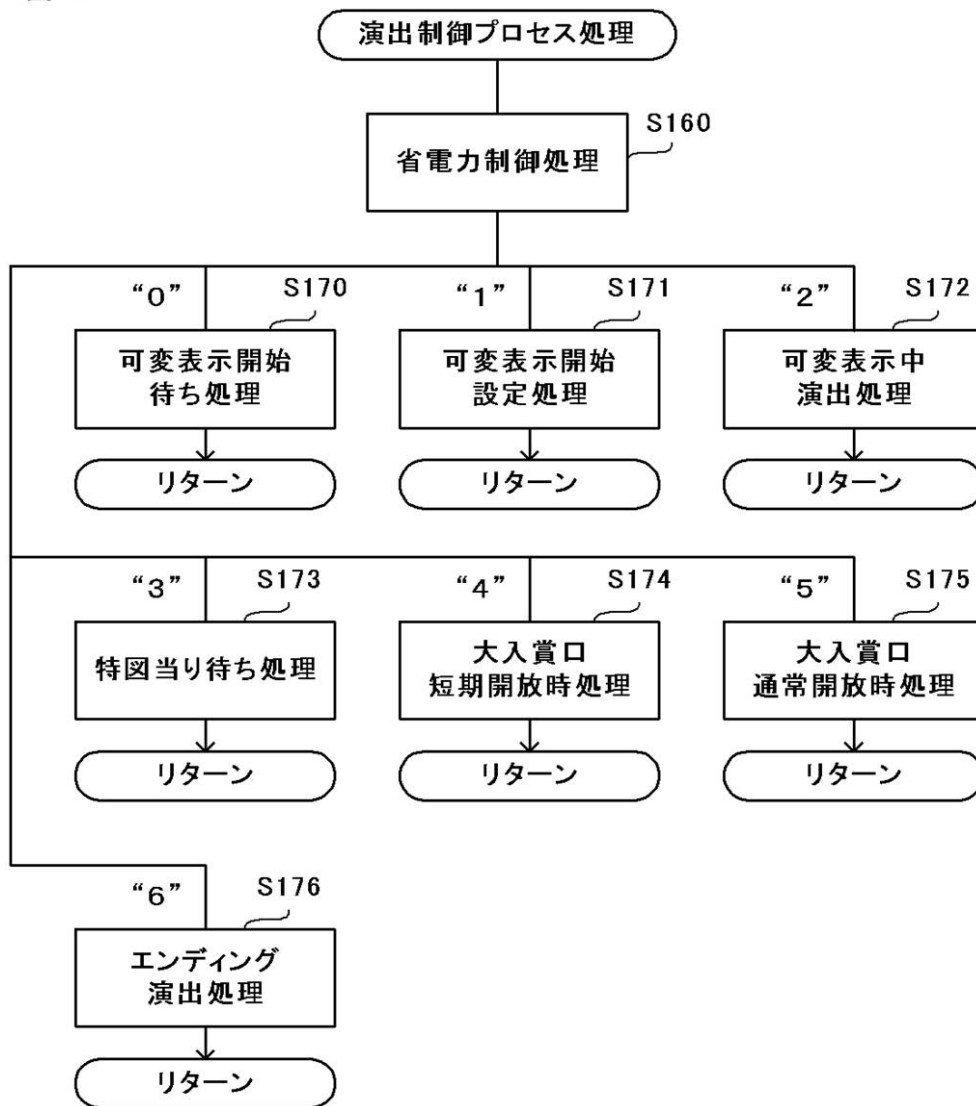 演出制御プロセス処理
S160
省電力制御処理
“0”
S170
“1”
S171
“2”
S172
可変表示開始
待ち処理
可変表示開始
設定処理
可変表示中
演出処理
リターン
リターン
リターン
“3”
S173
“4”
S174
“5”
S175
特図当り待ち処理
大入賞口
短期開放時処理
大入賞口
通常開放時処理
リターン
リターン
リターン
“6”
S176
エンディング
演出処理
リターン